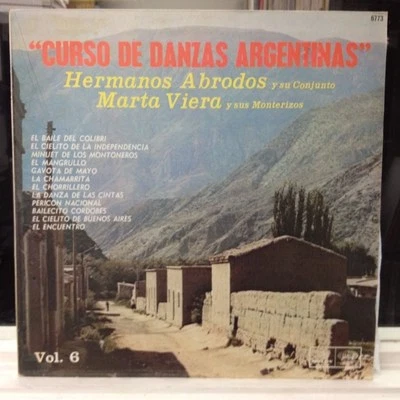 6773
"CURSO DE DANZAS ARGENTINAS"
Hermanos Abrodos y su Conjunto
Marta Viera y sus Monterizos
EL BAILE DEL COLIBRI
EL CIELITO DE LA INDEPENDENCIA
MINUET DE LOS MONTONEROS
EL MANGRULLO
GAVOTA DE MAYO
LA CHAMARRITA
EL CHORRILLERO
LA DANZA DE LAS CINTAS
PERICON NACIONAL
BAILECITO CORDOBES
EL CIELITO DE BUENOS AIRES
EL ENCUENTRO
Vol. 6